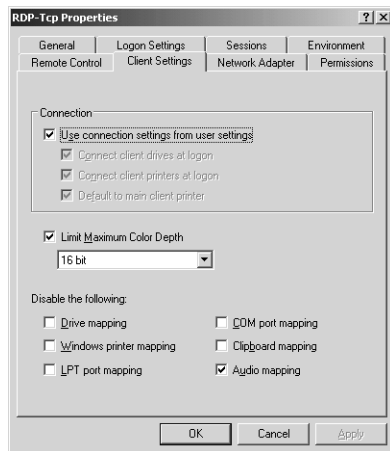 RDP-Tcp Properties
General Logon Settings Sessions Environment
Remote Control Client Settings Network Adapter Permissions
Connection
Use connection settings from user settings
Connect client drives at logon
Connect client printers at logon
Default to main client printer
Limit Maximum Color Depth
16 bit
Disable the following:
Drive mapping COM port mapping
Windows printer mapping Clipboard mapping
LPT port mapping Audio mapping
OK Cancel Apply